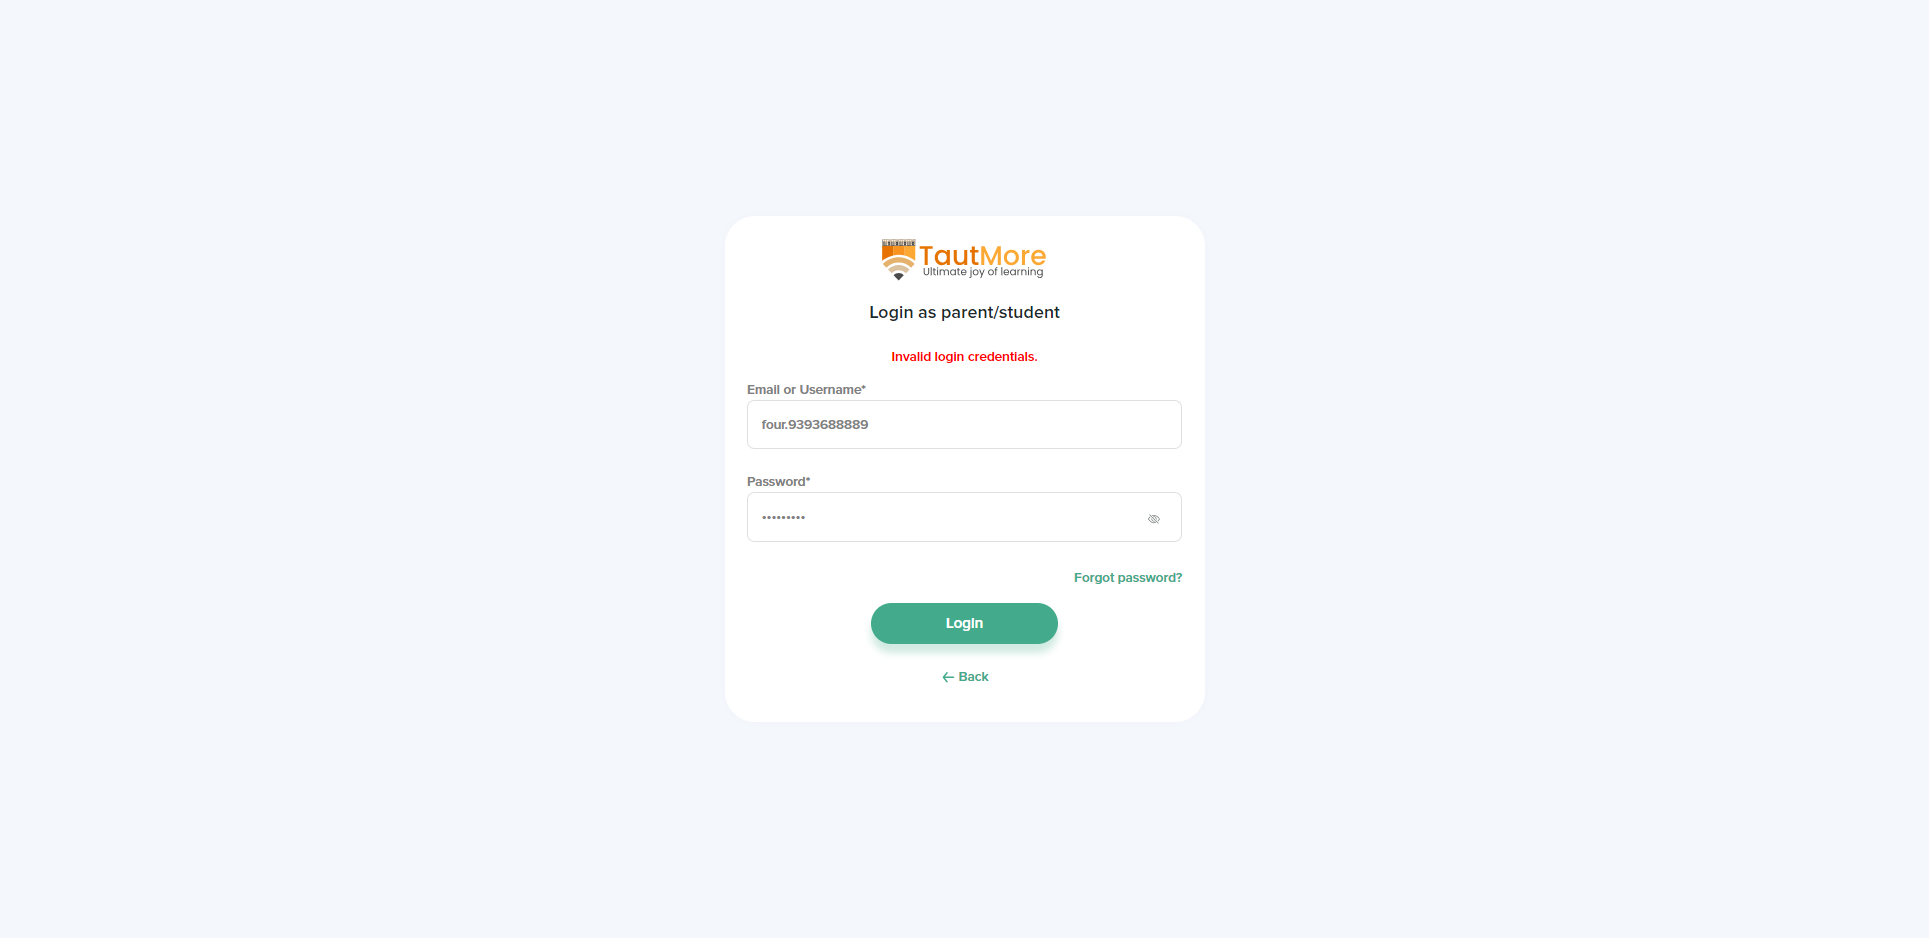 TautMore
Ultimate joy of learning
Login as parent/student
Invalid login credentials.
Email or Username*
four.9393688889
Password*
•••••••••
Forgot password?
Login
← Back